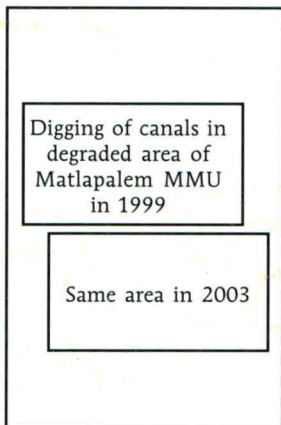 Digging of canals in
degraded area of
Matlapalem MMU
in 1999
Same area in 2003